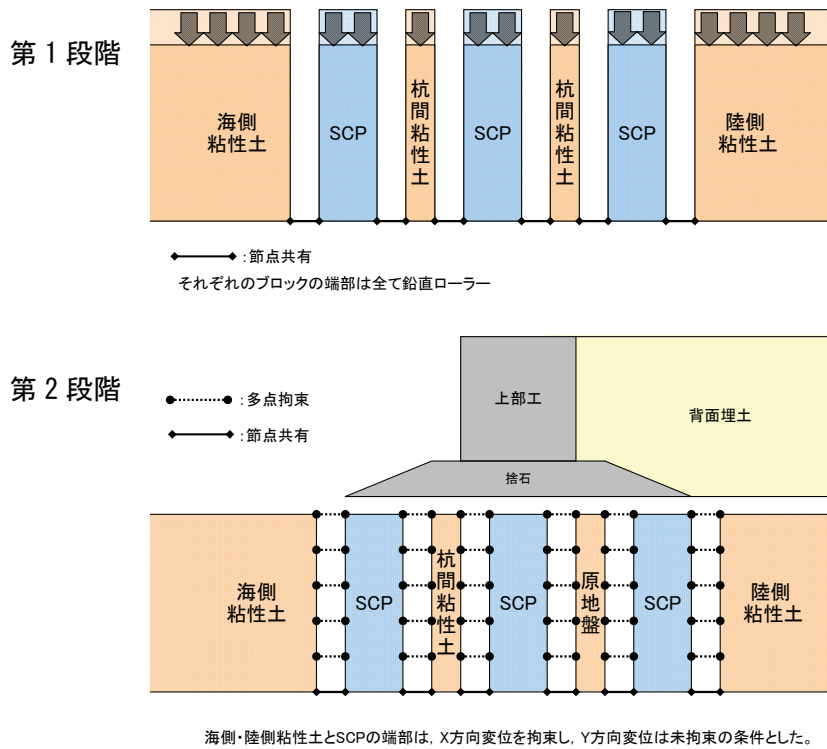 第1段階
海側
粘性土
SCP
杭間粘性土
SCP
杭間粘性土
SCP
陸側
粘性土
:節点共有
それぞれのブロックの端部は全て鉛直ローラー
第2段階
:多点拘束
:節点共有
上部工
背面埋土
捨石
海側
粘性土
SCP
杭間粘性土
SCP
原地盤
SCP
陸側
粘性土
海側・陸側粘性土とSCPの端部は, X方向変位を拘束し, Y方向変位は未拘束の条件とした。